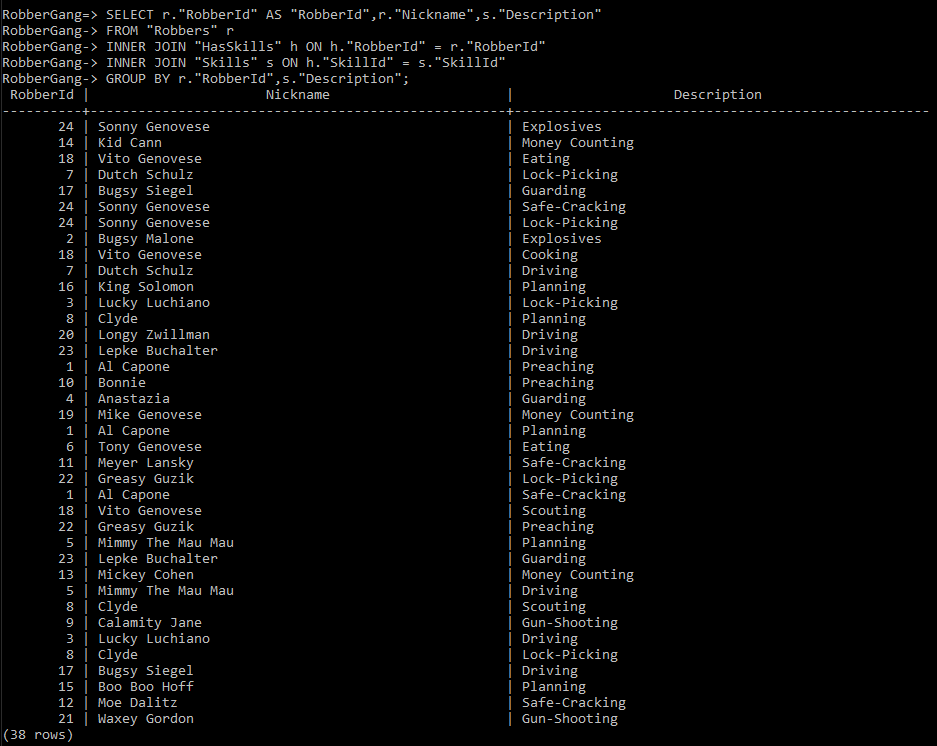 RobberGang=> SELECT r."RobberId" AS "RobberId",r."Nickname",s."Description"
RobberGang-> FROM "Robbers" r
RobberGang-> INNER JOIN "HasSkills" h ON h."RobberId" = r."RobberId"
RobberGang-> INNER JOIN "Skills" s ON h."SkillId" = s."SkillId"
RobberGang-> GROUP BY r."RobberId",s."Description";
RobberId | Nickname | Description
24 | Sonny Genovese | Explosives
14 | Kid Cann | Money Counting
18 | Vito Genovese | Eating
7 | Dutch Schulz | Lock-Picking
17 | Bugsy Siegel | Guarding
24 | Sonny Genovese | Safe-Cracking
24 | Sonny Genovese | Lock-Picking
2 | Bugsy Malone | Explosives
18 | Vito Genovese | Cooking
7 | Dutch Schulz | Driving
16 | King Solomon | Planning
3 | Lucky Luchiano | Lock-Picking
8 | Clyde | Planning
20 | Longy Zwillman | Driving
23 | Lepke Buchalter | Driving
1 | Al Capone | Preaching
10 | Bonnie | Preaching
4 | Anastazia | Guarding
19 | Mike Genovese | Money Counting
1 | Al Capone | Planning
6 | Tony Genovese | Eating
11 | Meyer Lansky | Safe-Cracking
22 | Greasy Guzik | Lock-Picking
1 | Al Capone | Safe-Cracking
18 | Vito Genovese | Scouting
22 | Greasy Guzik | Preaching
5 | Mimmy The Mau Mau | Planning
23 | Lepke Buchalter | Guarding
13 | Mickey Cohen | Money Counting
5 | Mimmy The Mau Mau | Driving
8 | Clyde | Scouting
9 | Calamity Jane | Gun-Shooting
3 | Lucky Luchiano | Driving
8 | Clyde | Lock-Picking
17 | Bugsy Siegel | Driving
15 | Boo Boo Hoff | Planning
12 | Moe Dalitz | Safe-Cracking
21 | Waxey Gordon | Gun-Shooting
(38 rows)